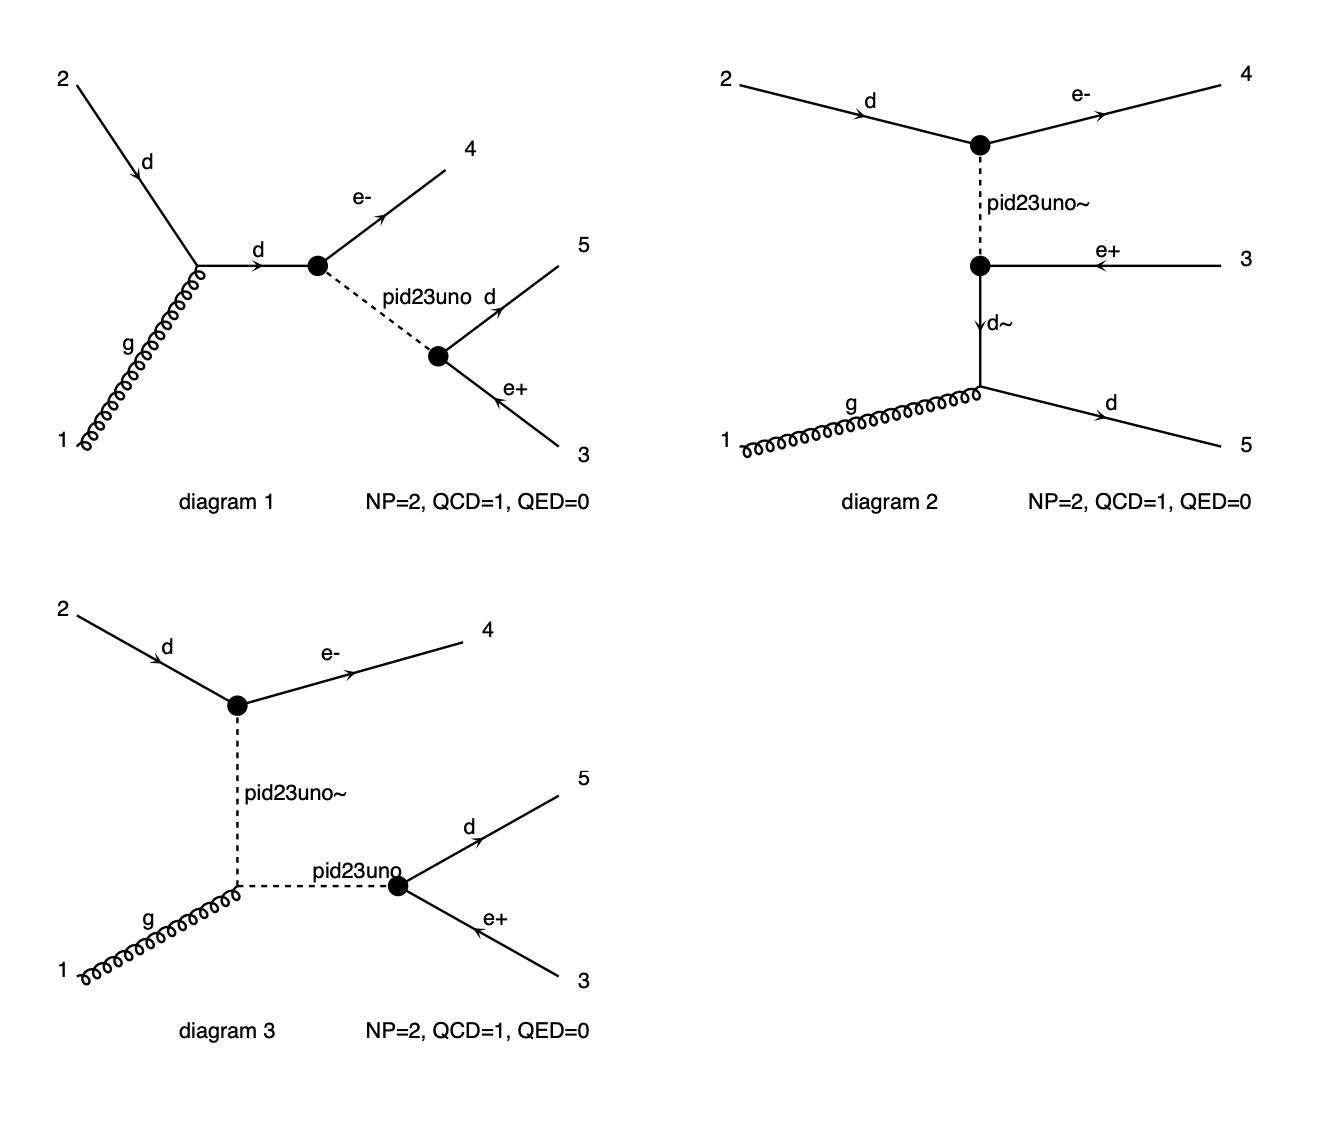 2
d
4
e-
d
5
pid23uno
d
g
e+
1
3
diagram 1
NP=2, QCD=1, QED=0
2
d
e-
4
pid23uno~
e+
3
d~
g
d
1
5
diagram 2
NP=2, QCD=1, QED=0
2
d
e-
4
pid23uno~
5
d
pid23uno
g
e+
1
3
diagram 3
NP=2, QCD=1, QED=0